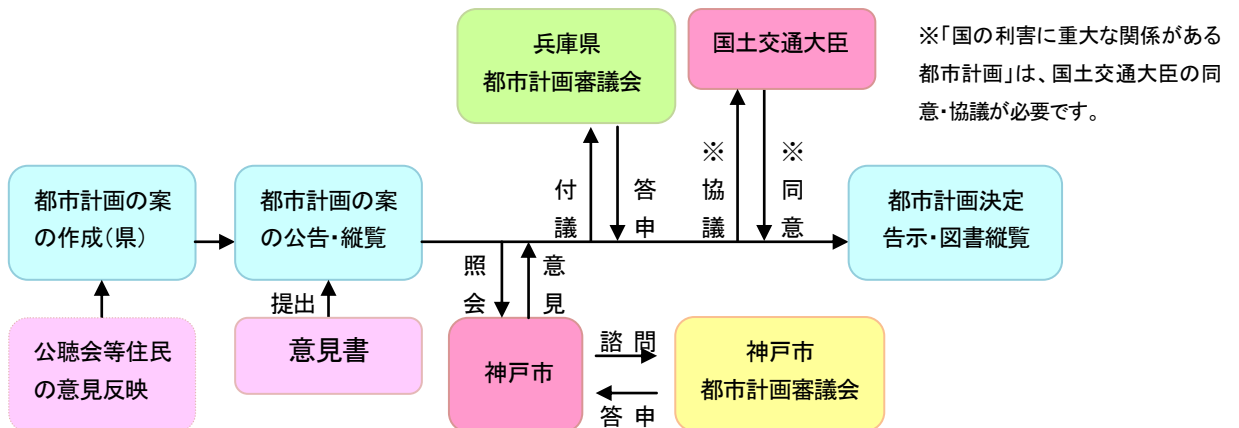 兵庫県
都市計画審議会
国土交通大臣
※「国の利害に重大な関係がある
都市計画」は、国土交通大臣の同
意・協議が必要です。
付議
答申
※協議
※同意
都市計画の案
の作成(県)
都市計画の案
の公告・縦覧
都市計画決定
告示・図書縦覧
照会
意見
提出
公聴会等住民
の意見反映
意見書
神戸市
諮問
答申
神戸市
都市計画審議会